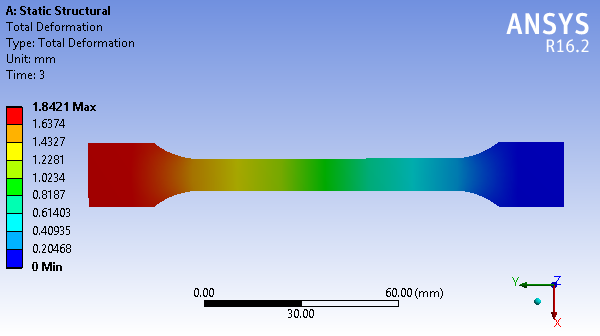 A: Static Structural
Total Deformation
Type: Total Deformation
Unit: mm
Time: 3
ANSYS
R16.2
1.8421 Max
1.6374
1.4327
1.2281
1.0234
0.8187
0.61403
0.40935
0.20468
0 Min
0.00
60.00 (mm)
30.00
Y
Z
X